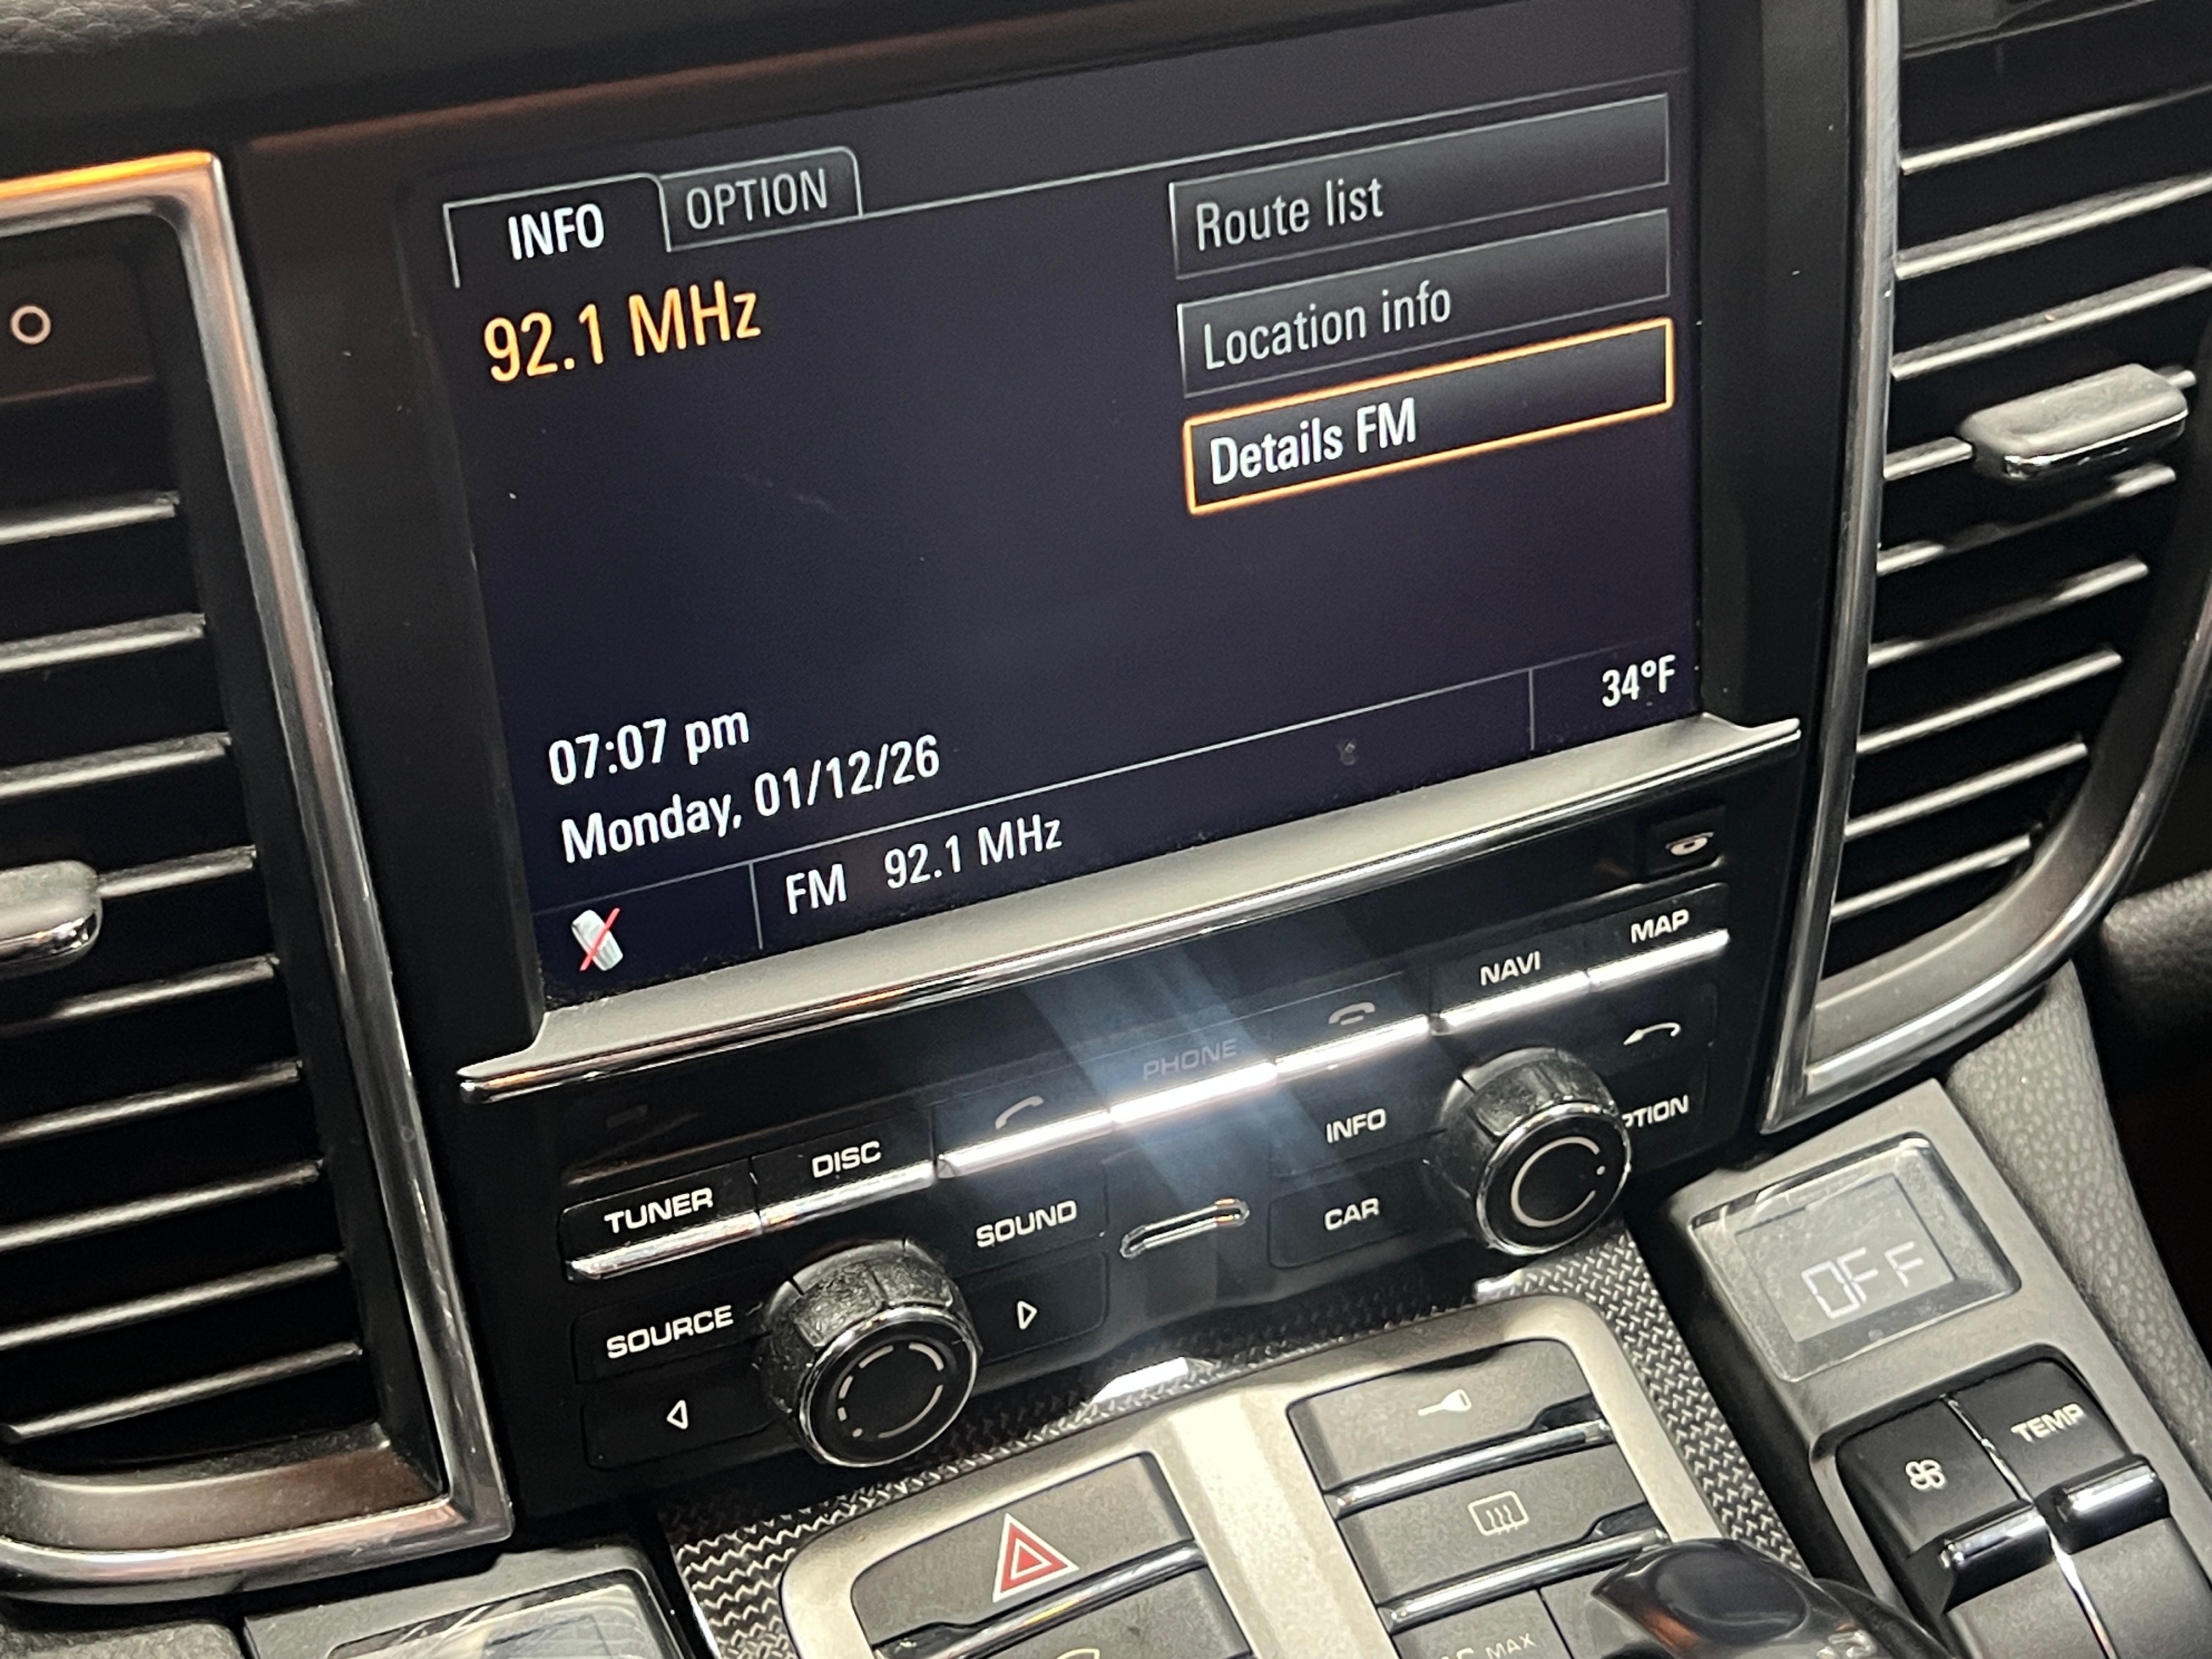 INFO OPTION
92.1 MHz
Route list
Location info
Details FM
07:07 pm
Monday, 01/12/26
34°F
FM 92.1 MHz
TUNER DISC PHONE NAVI MAP
SOURCE SOUND INFO
CAR
OFF
TEMP
MAX